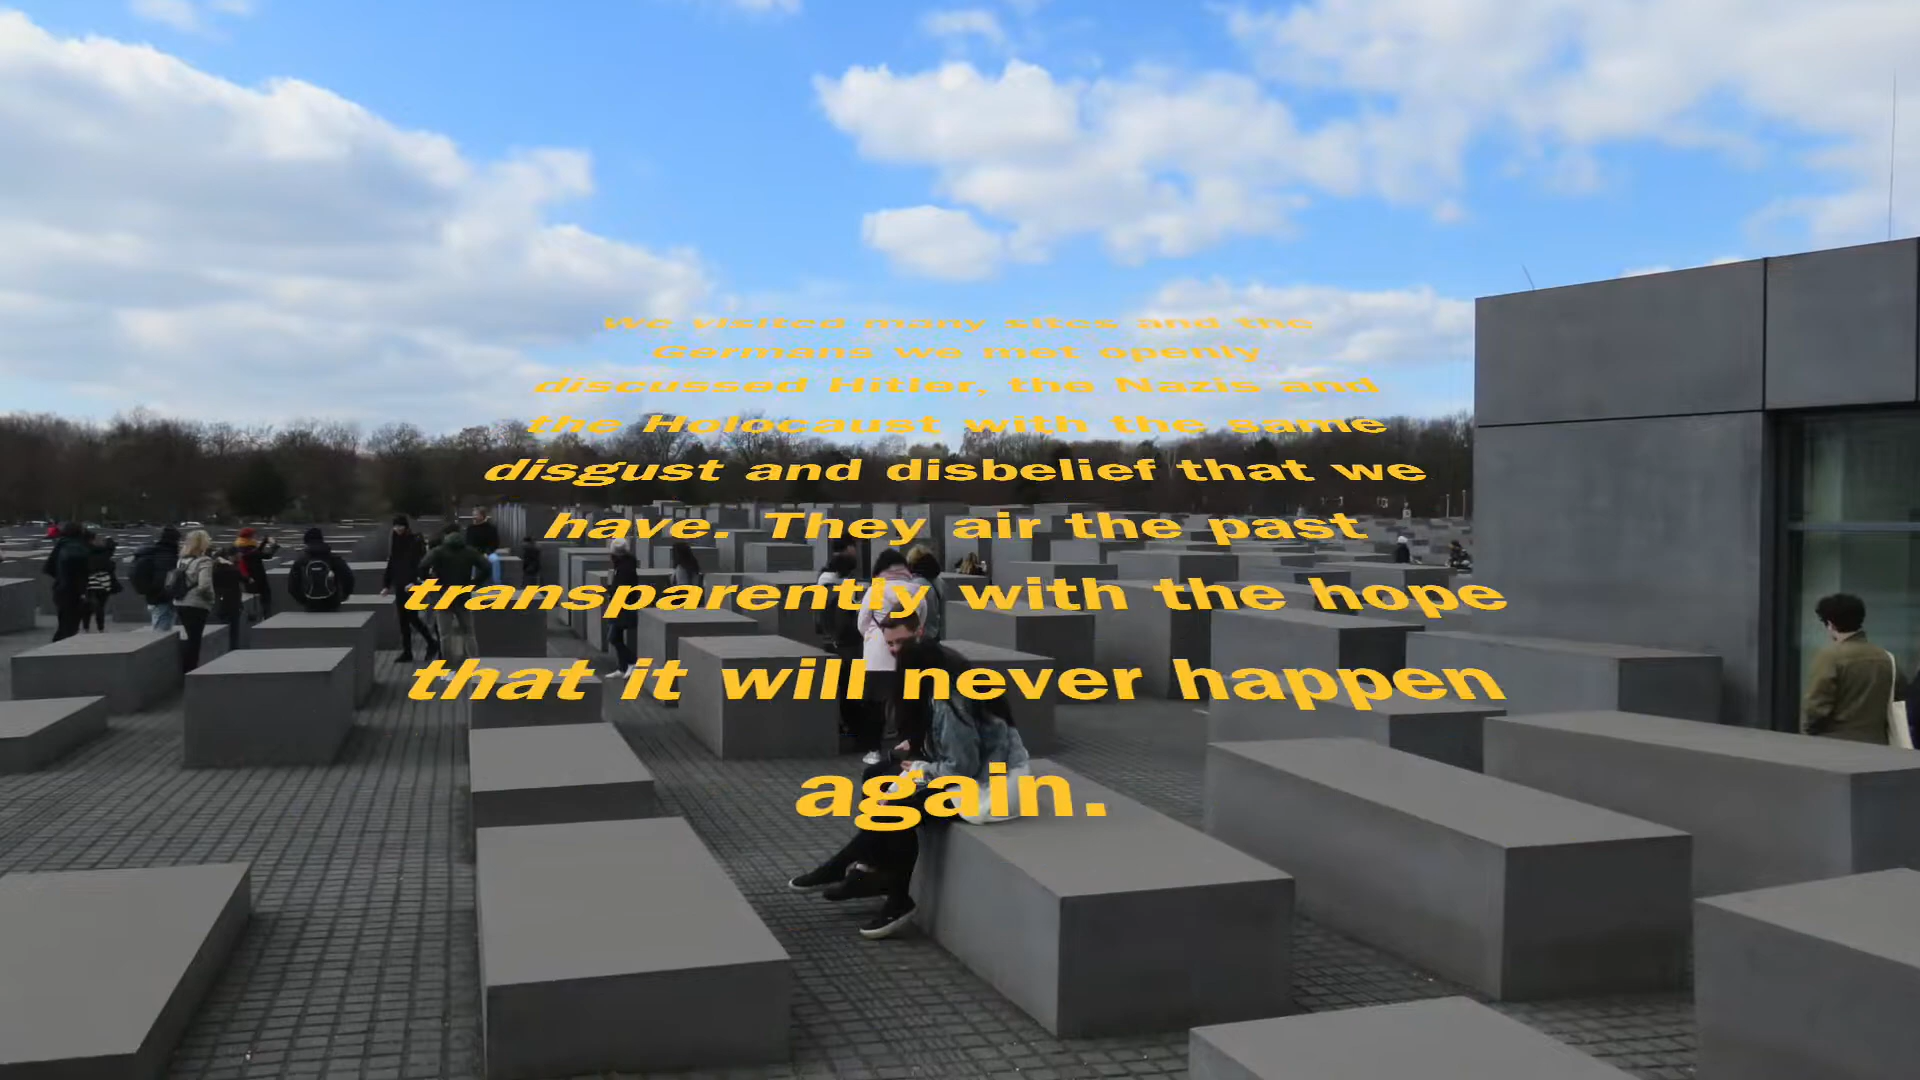 We visited many sites and the
Germans we met openly
discussed Hitler, the Nazis and
the Holocaust with the same
disgust and disbelief that we
have. They air the past
transparently with the hope
that it will never happen
again.